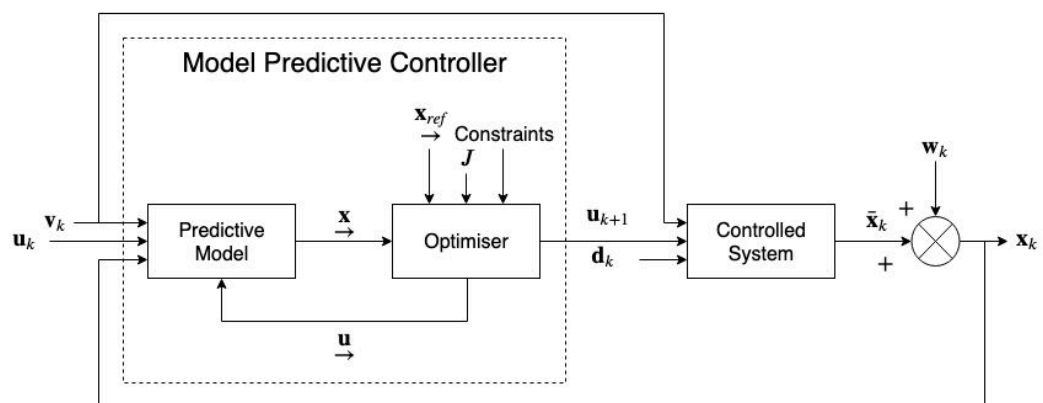 Model Predictive Controller
x_ref
→
Constraints
J
w_k
v_k
u_k
Predictive
Model
x
→
Optimiser
u_{k+1}
d_k
Controlled
System
x̄_k
+
+
x_k
u
→